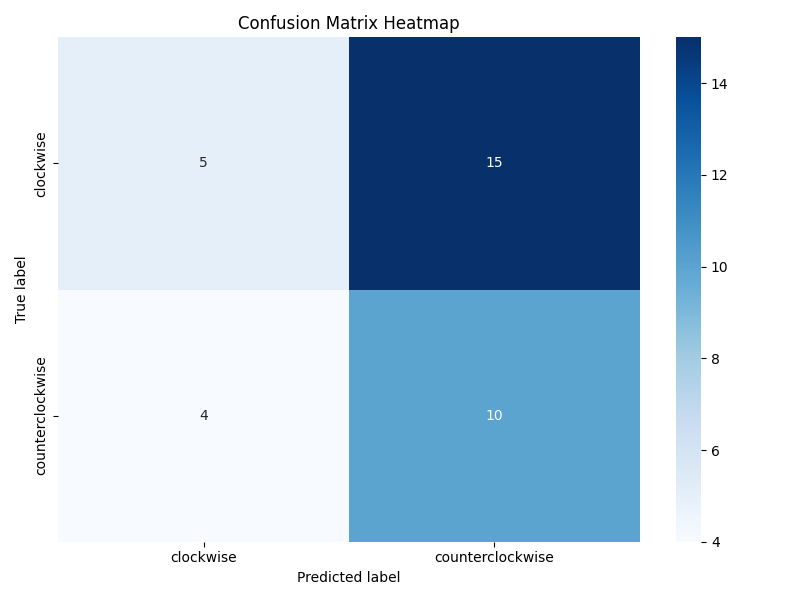 Confusion Matrix Heatmap
True label
clockwise
counterclockwise
5
15
4
10
clockwise
counterclockwise
Predicted label
14
12
10
8
6
4